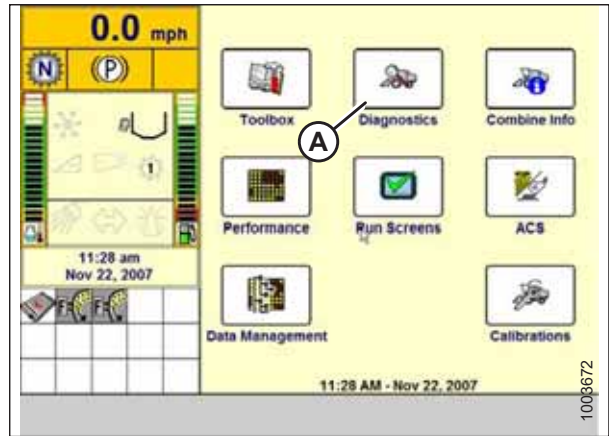 0.0 mph
N (P)
1
11:28 am
Nov 22, 2007
Toolbox
Diagnostics
Combine Info
A
Performance
Run Screens
ACS
Data Management
Calibrations
11:28 AM - Nov 22, 2007
1003672